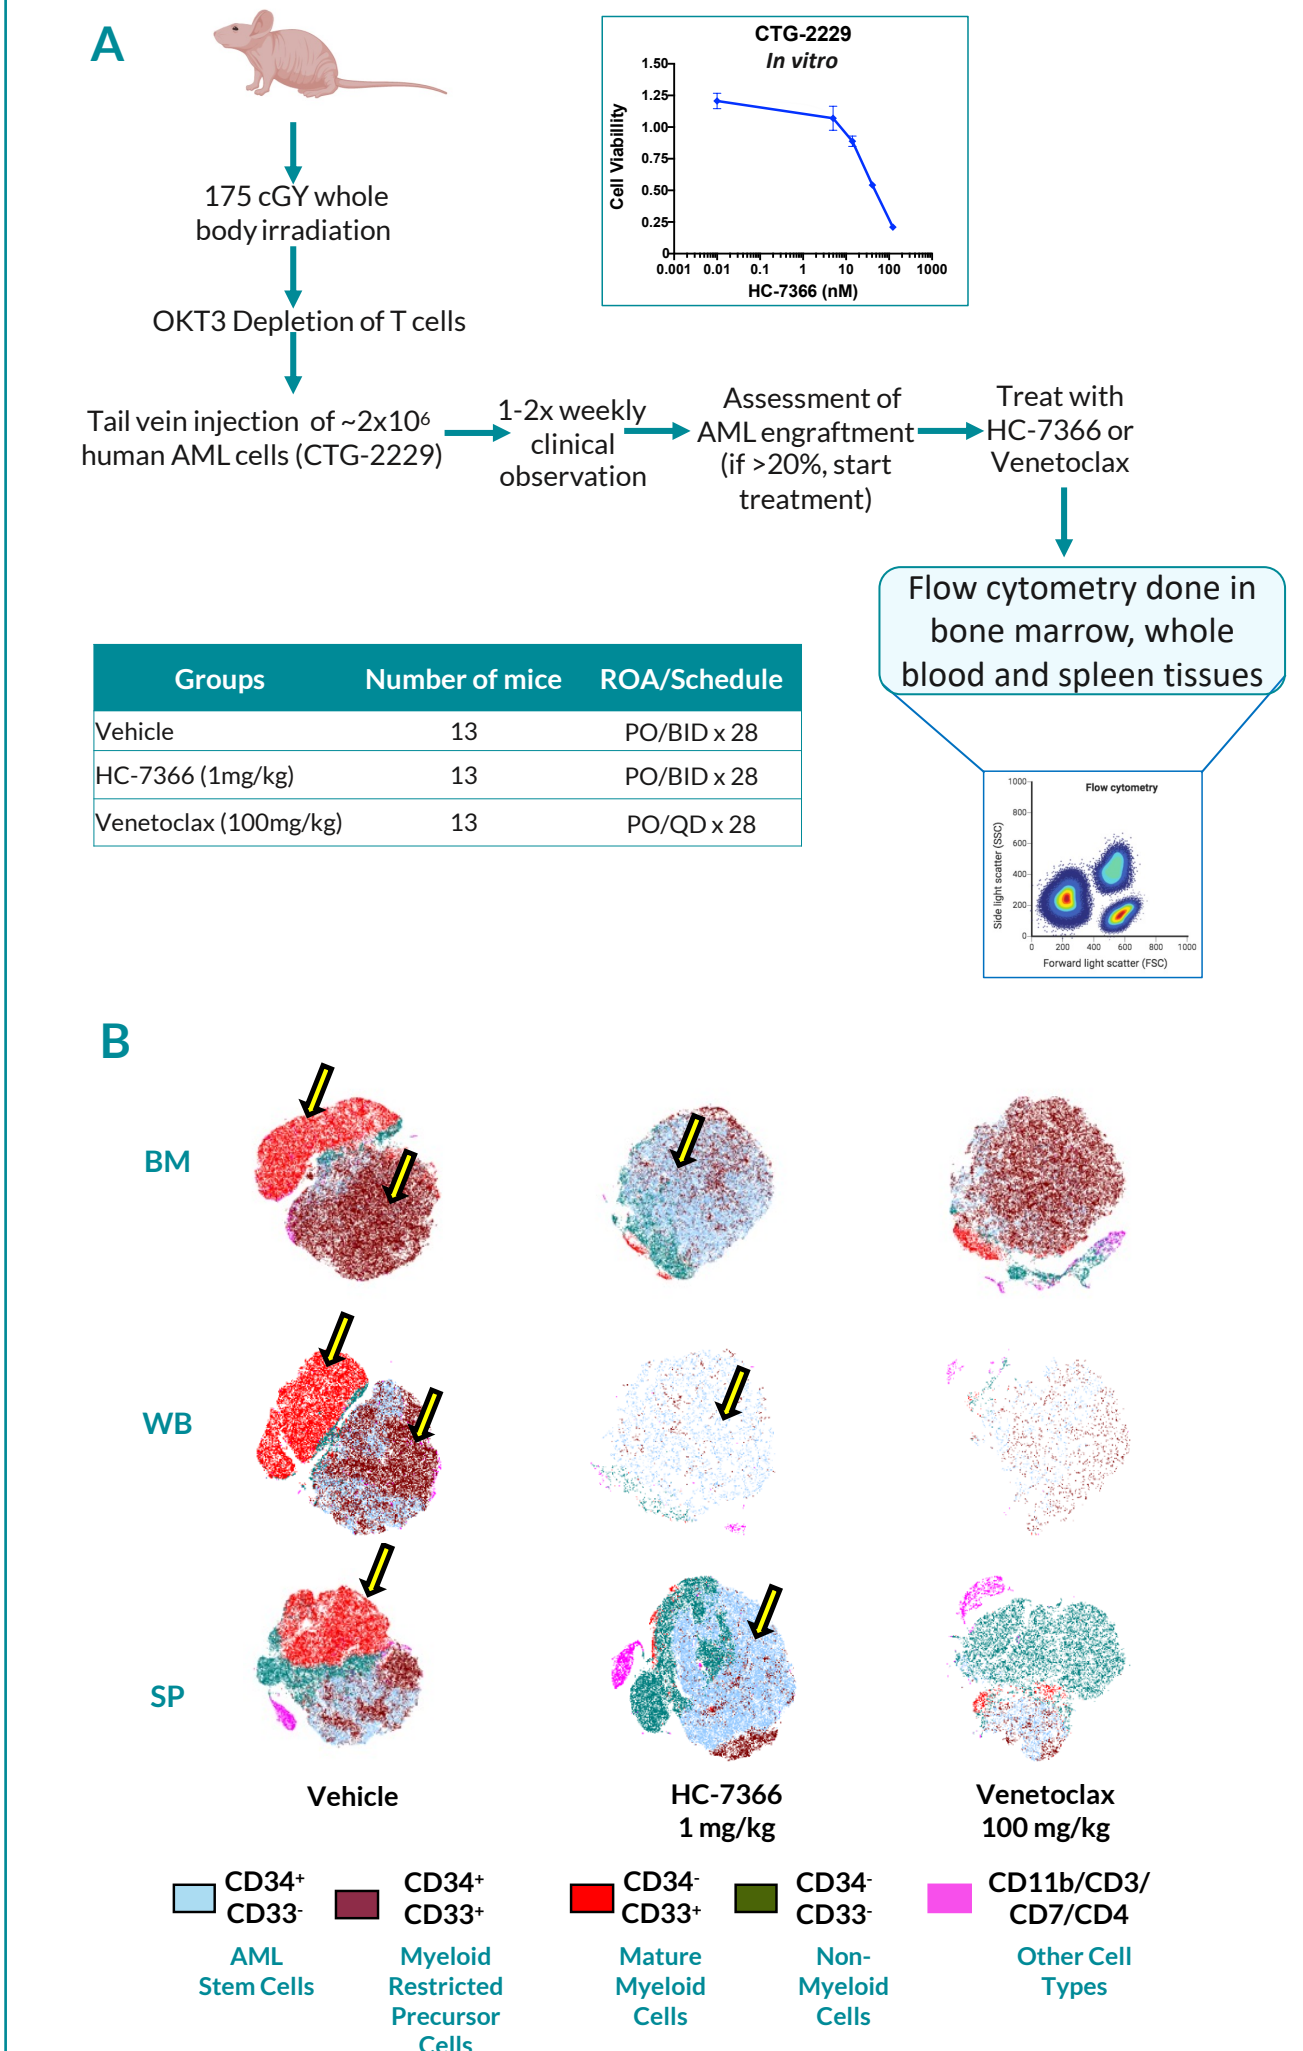 A
175 cGY whole
body irradiation
OKT3 Depletion of T cells
Tail vein injection of ~2x10⁶
human AML cells (CTG-2229)
1-2x weekly
clinical
observation
Assessment of
AML engraftment
(if >20%, start
treatment)
Treat with
HC-7366 or
Venetoclax
CTG-2229
In vitro
Cell Viabillity
1.50
1.25
1.00
0.75
0.50
0.25
0
0.001 0.01 0.1 1 10 100 1000
HC-7366 (nM)
Flow cytometry done in
bone marrow, whole
blood and spleen tissues
Groups Number of mice ROA/Schedule
Vehicle 13 PO/BID x 28
HC-7366 (1mg/kg) 13 PO/BID x 28
Venetoclax (100mg/kg) 13 PO/QD x 28
Flow cytometry
Side light scatter (SSC)
1000
800
600
400
200
0
0 200 400 600 800 1000
Forward light scatter (FSC)
B
BM
WB
SP
Vehicle
HC-7366
1 mg/kg
Venetoclax
100 mg/kg
CD34⁺
CD33⁻
AML
Stem Cells
CD34⁺
CD33⁺
Myeloid
Restricted
Precursor
Cells
CD34⁻
CD33⁺
Mature
Myeloid
Cells
CD34⁻
CD33⁻
Non-
Myeloid
Cells
CD11b/CD3/
CD7/CD4
Other Cell
Types